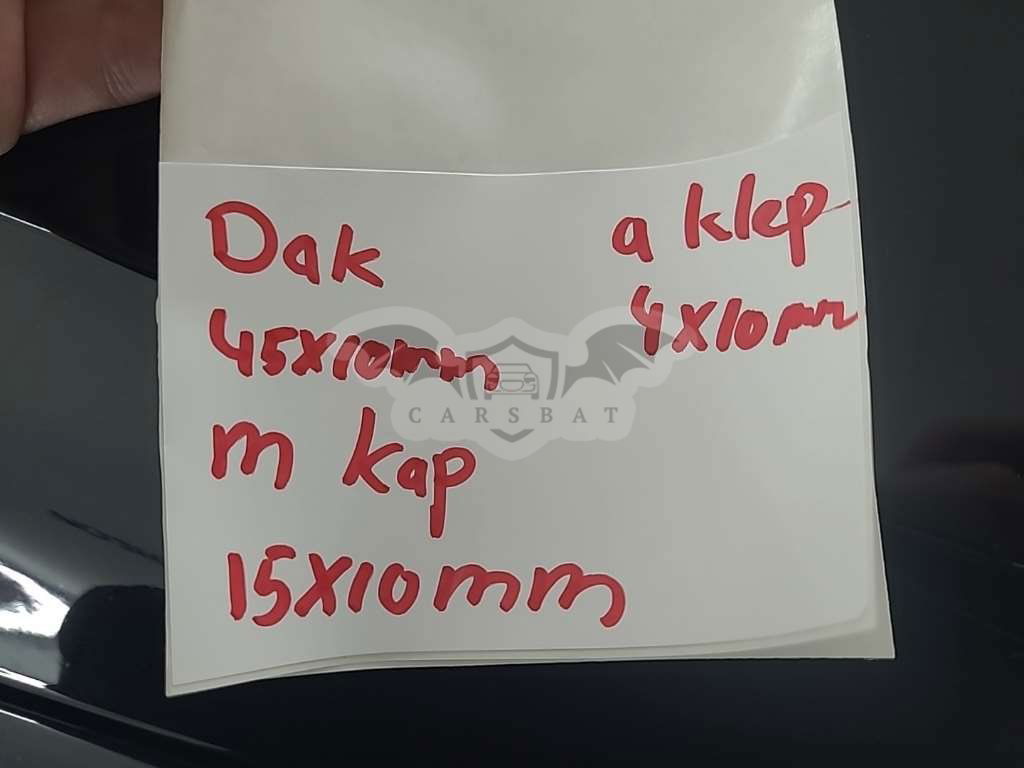 Dak
45x10mm
m kap
15x10mm
a klep
4x10mm
CARSBAT